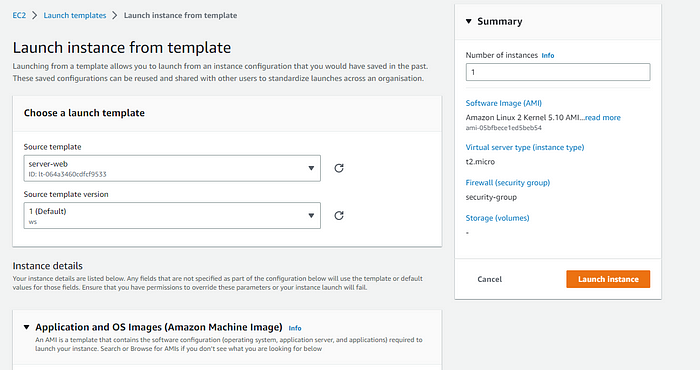 EC2 > Launch templates > Launch instance from template
Launch instance from template
Launching from a template allows you to launch from an instance configuration that you would have saved in the past.
These saved configurations can be reused and shared with other users to standardize launches across an organisation.
Choose a launch template
Source template
server-web
ID: lt-064a3460cdfcf9533
Source template version
1 (Default)
ws
Instance details
Your instance details are listed below. Any fields that are not specified as part of the configuration below will use the template or default
values for those fields. Ensure that you have permissions to override these parameters or your instance launch will fail.
Application and OS Images (Amazon Machine Image) Info
An AMI is a template that contains the software configuration (operating system, application server, and applications) required to
launch your instance. Search or Browse for AMIs if you don't see what you are looking for below
Summary
Number of instances Info
1
Software Image (AMI)
Amazon Linux 2 Kernel 5.10 AMI...read more
ami-05bfbece1ed5beb54
Virtual server type (instance type)
t2.micro
Firewall (security group)
security-group
Storage (volumes)
-
Cancel
Launch instance